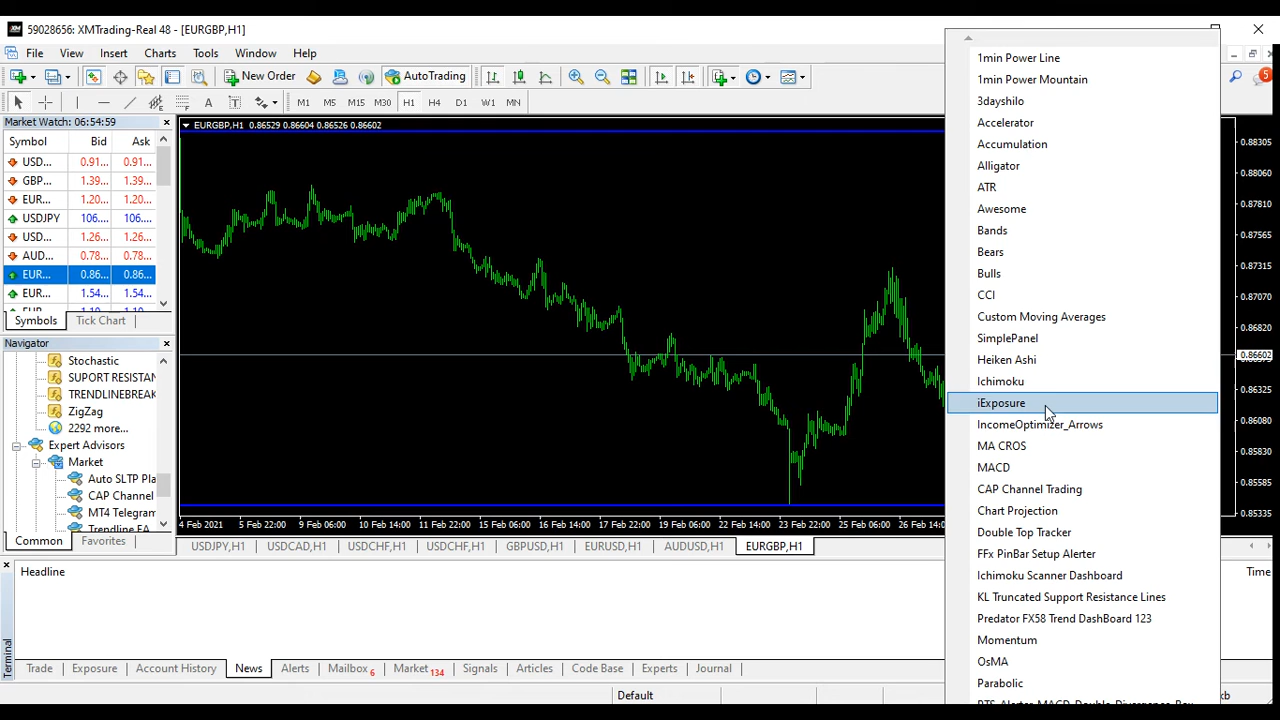 59028656: XMTrading-Real 48 - [EURGBP,H1]
File View Insert Charts Tools Window Help
New Order AutoTrading
5
M1 M5 M15 M30 H1 H4 D1 W1 MN
Market Watch: 06:54:59
Symbol Bid Ask
USD... 0.91... 0.91...
GBP... 1.39... 1.39...
EUR... 1.20... 1.20...
USDJPY 106.... 106....
USD... 1.26... 1.26...
AUD... 0.78... 0.78...
EUR... 0.86... 0.86...
EUR... 1.54... 1.54...
Symbols Tick Chart
Navigator
Stochastic
SUPORT RESISTAN
TRENDLINEBREAK
ZigZag
2292 more...
Expert Advisors
Market
Auto SLTP Pla
CAP Channel
MT4 Telegram
Trendline EA
Common Favorites
EURGBP,H1 0.86529 0.86604 0.86526 0.86602
0.88305
0.88060
0.87810
0.87565
0.87315
0.87070
0.86820
0.86602
0.86325
0.86080
0.85830
0.85585
0.85335
4 Feb 2021 5 Feb 22:00 9 Feb 06:00 10 Feb 14:00 11 Feb 22:00 15 Feb 06:00 16 Feb 14:00 17 Feb 22:00 19 Feb 06:00 22 Feb 14:00 23 Feb 22:00 25 Feb 06:00 26 Feb 14:0
USDJPY,H1 USDCAD,H1 USDCHF,H1 USDCHF,H1 GBPUSD,H1 EURUSD,H1 AUDUSD,H1 EURGBP,H1
1min Power Line
1min Power Mountain
3dayshilo
Accelerator
Accumulation
Alligator
ATR
Awesome
Bands
Bears
Bulls
CCI
Custom Moving Averages
SimplePanel
Heiken Ashi
Ichimoku
iExposure
IncomeOptimizer_Arrows
MA CROS
MACD
CAP Channel Trading
Chart Projection
Double Top Tracker
FFx PinBar Setup Alerter
Ichimoku Scanner Dashboard
KL Truncated Support Resistance Lines
Predator FX58 Trend DashBoard 123
Momentum
OsMA
Parabolic
Headline Time
Terminal
Trade Exposure Account History News Alerts Mailbox 6 Market 134 Signals Articles Code Base Experts Journal
Default kb